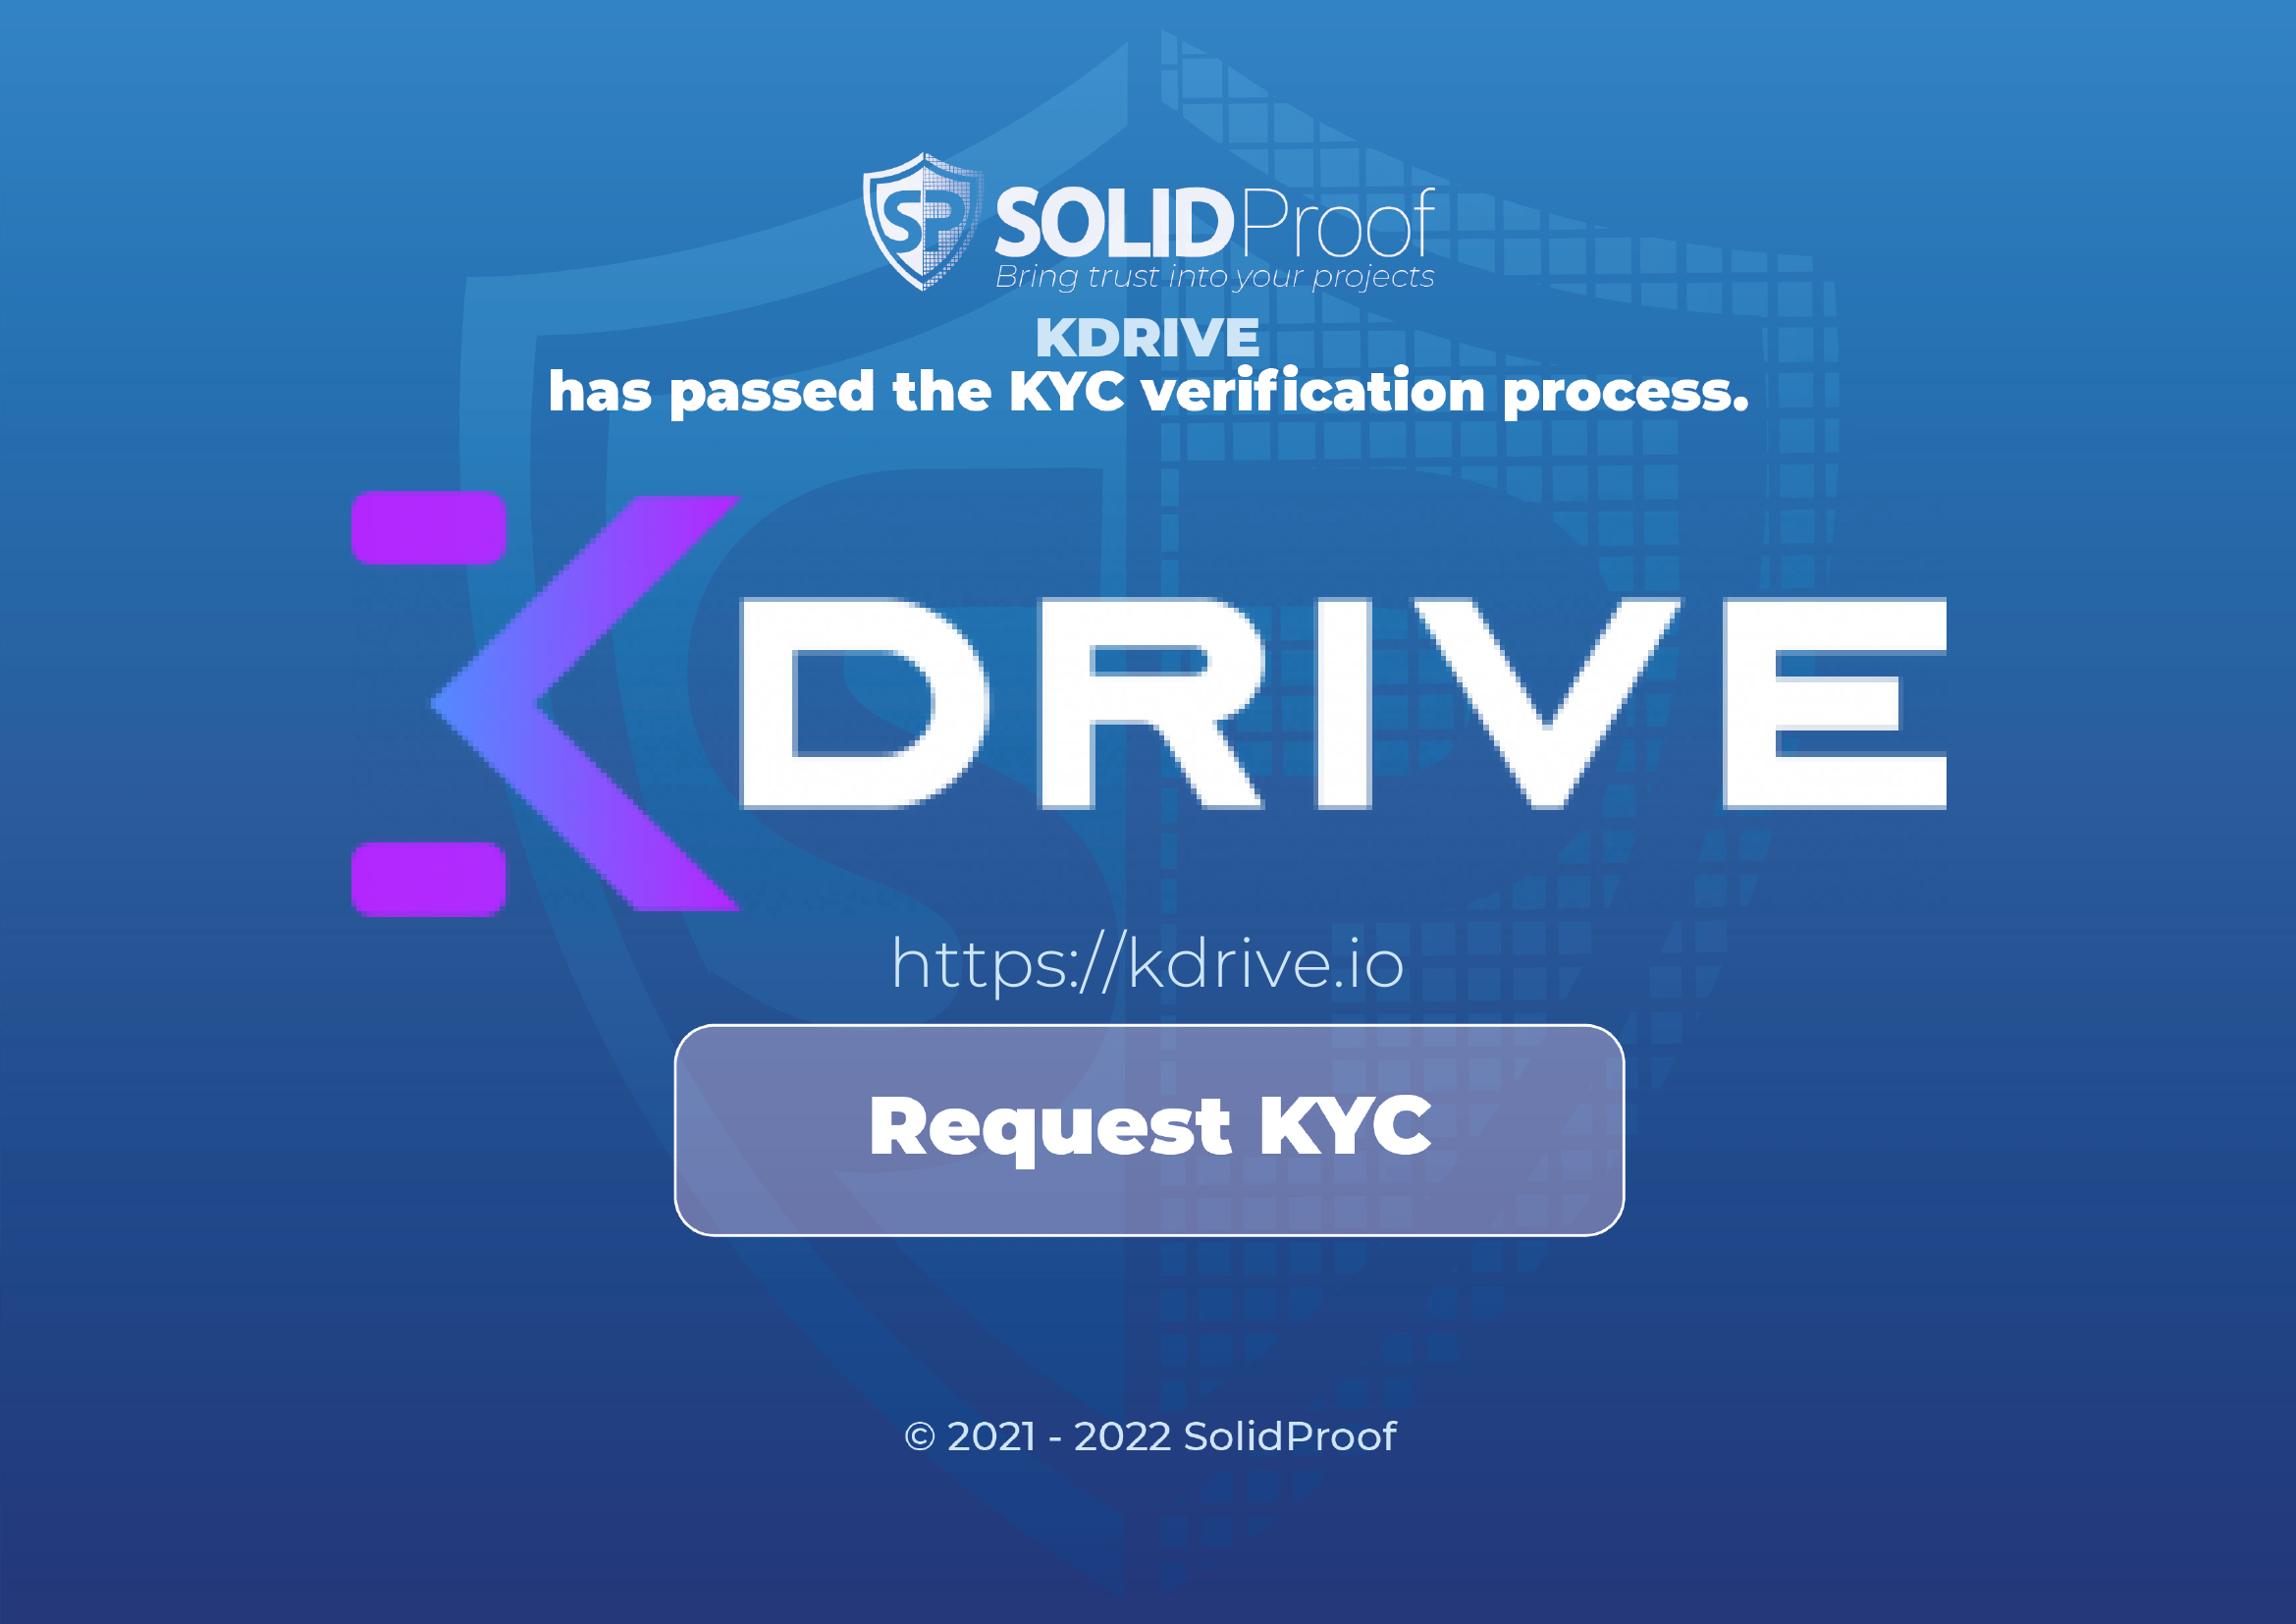 SP SOLIDProof
Bring trust into your projects
KDRIVE
has passed the KYC verification process.
KDRIVE
https://kdrive.io
Request KYC
© 2021 - 2022 SolidProof